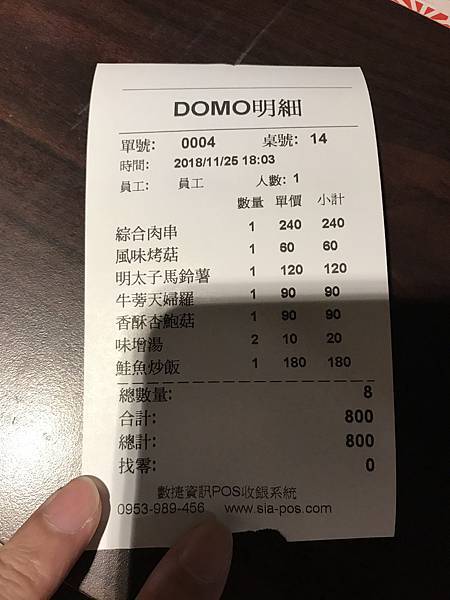 DOMO明細
單號: 0004 桌號: 14
時間: 2018/11/25 18:03
員工: 員工 人數: 1
數量 單價 小計
綜合肉串 1 240 240
風味烤菇 1 60 60
明太子馬鈴薯 1 120 120
牛蒡天婦羅 1 90 90
香酥杏鮑菇 1 90 90
味增湯 2 10 20
鮭魚炒飯 1 180 180
總數量: 8
合計: 800
總計: 800
找零: 0
數捷資訊POS收銀系統
0953-989-456 www.sia-pos.com